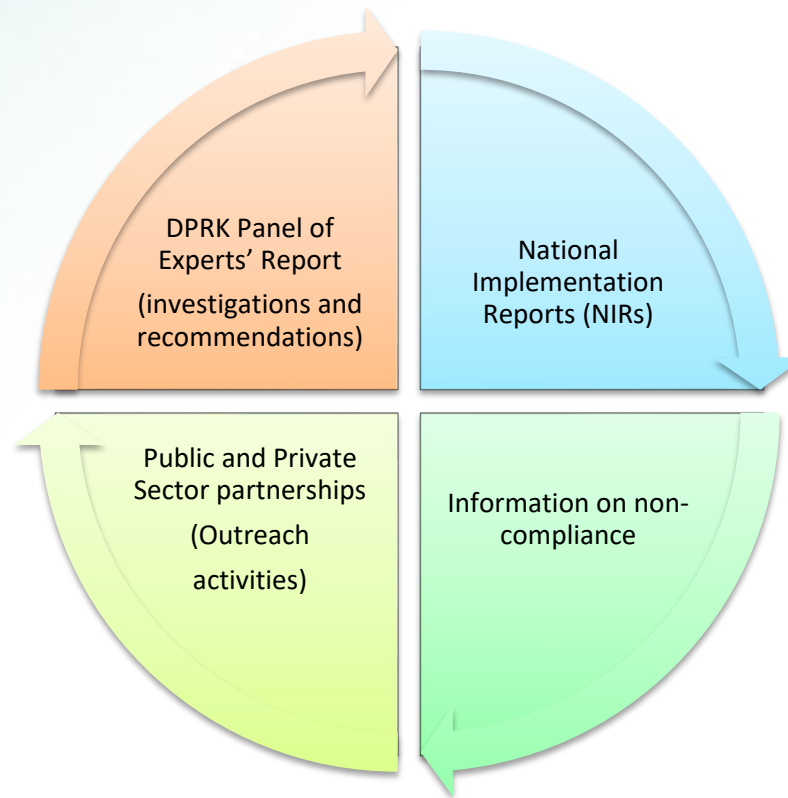 DPRK Panel of
Experts’ Report
(investigations and
recommendations)
National
Implementation
Reports (NIRs)
Public and Private
Sector partnerships
(Outreach
activities)
Information on non-
compliance